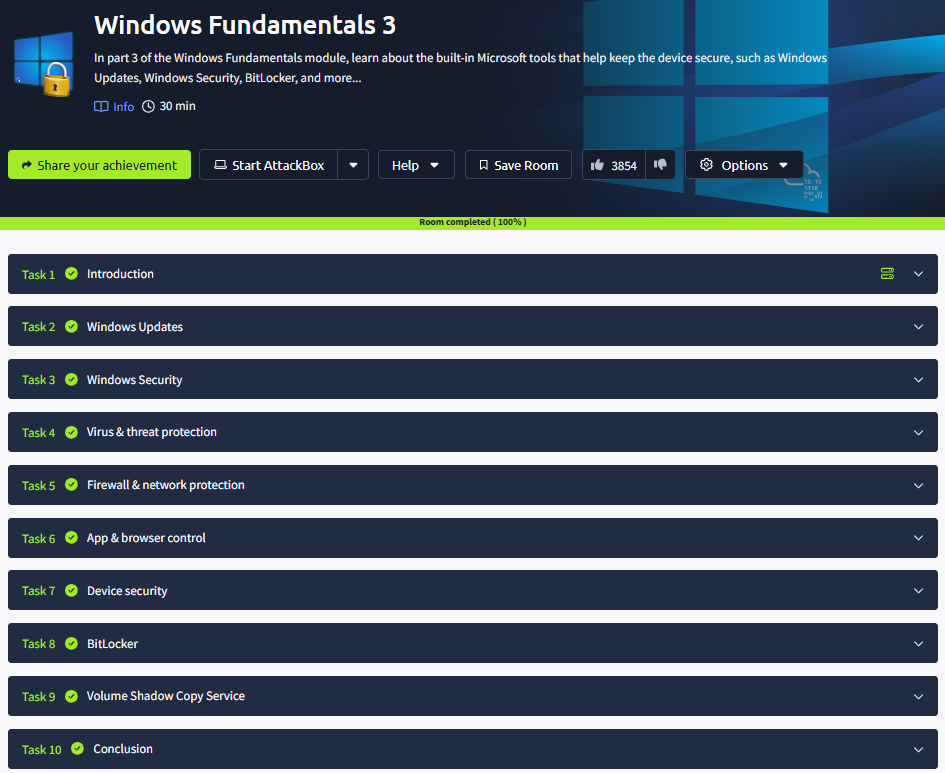 Windows Fundamentals 3
In part 3 of the Windows Fundamentals module, learn about the built-in Microsoft tools that help keep the device secure, such as Windows
Updates, Windows Security, BitLocker, and more...
Info 30 min
Share your achievement Start AttackBox Help Save Room 3854 Options
Room completed ( 100% )
Task 1 Introduction
Task 2 Windows Updates
Task 3 Windows Security
Task 4 Virus & threat protection
Task 5 Firewall & network protection
Task 6 App & browser control
Task 7 Device security
Task 8 BitLocker
Task 9 Volume Shadow Copy Service
Task 10 Conclusion